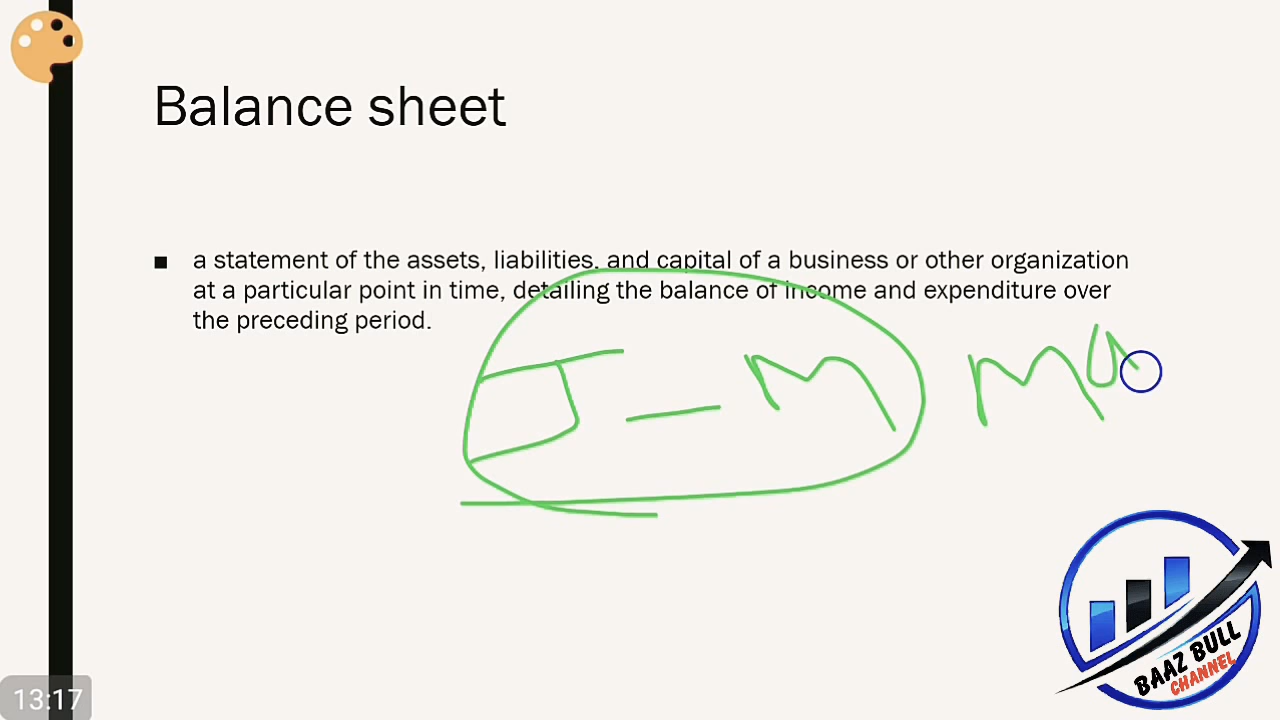 Balance sheet
▪ a statement of the assets, liabilities, and capital of a business or other organization
at a particular point in time, detailing the balance of income and expenditure over
the preceding period.
J - M Ma
BAAZ BULL
CHANNEL
13:17